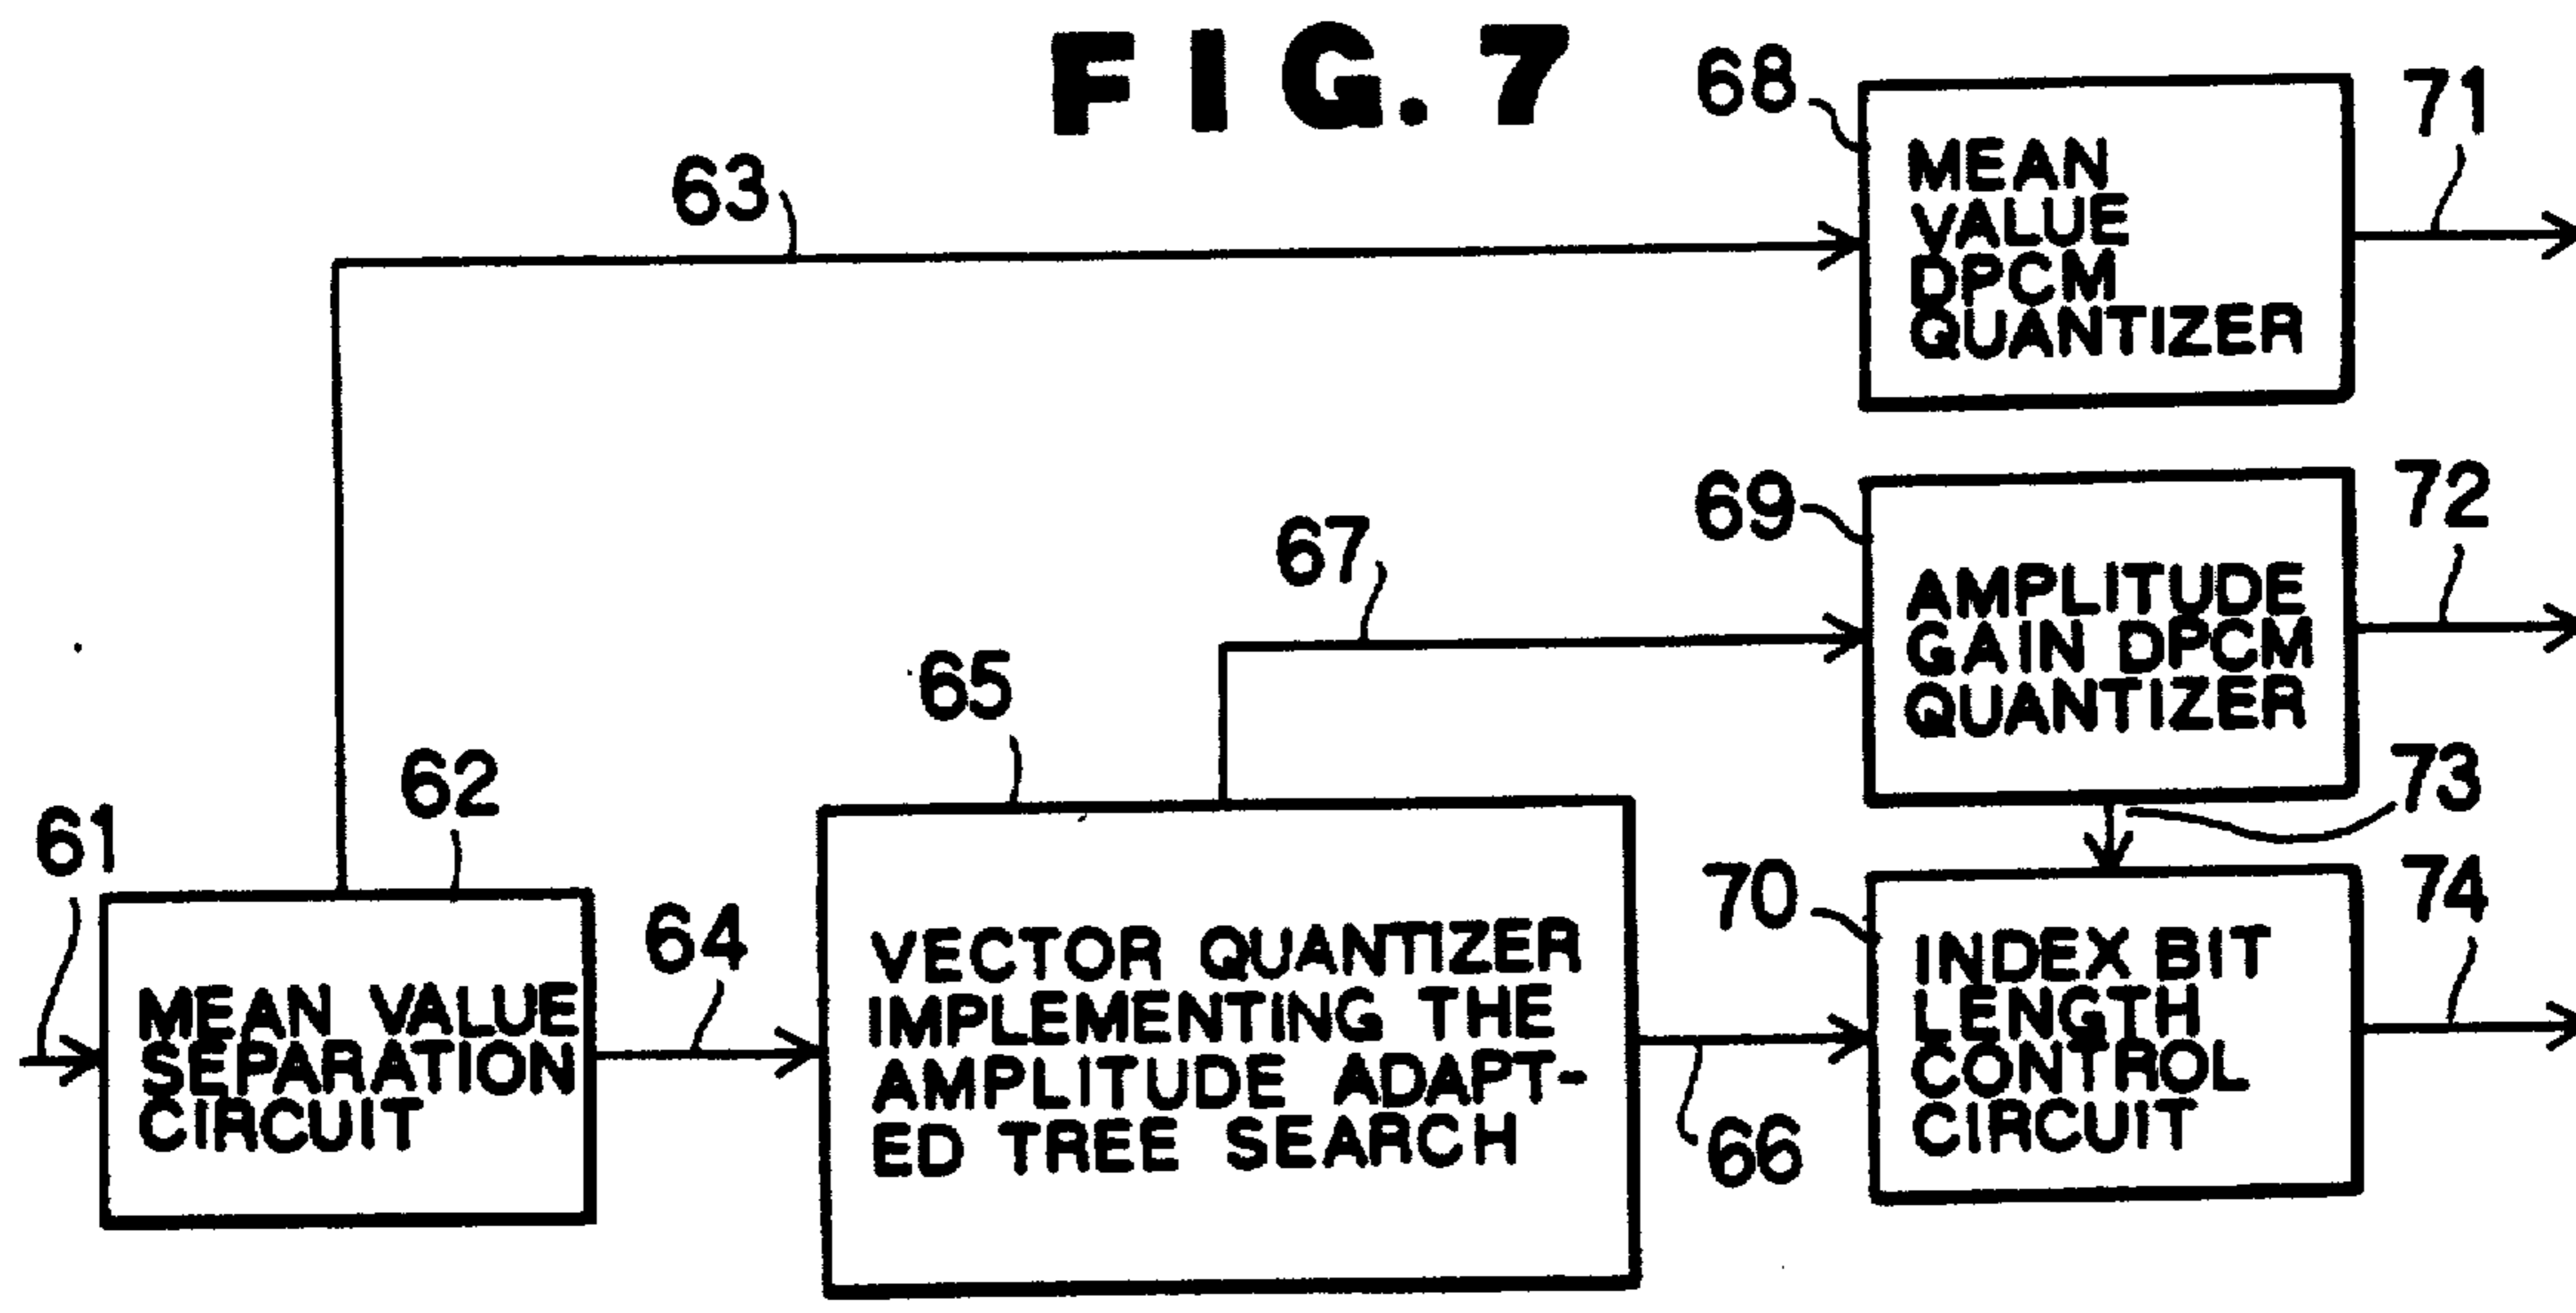 FIG. 7
68
71
63
MEAN
VALUE
DPCM
QUANTIZER
69
72
67
AMPLITUDE
GAIN DPCM
QUANTIZER
65
73
61
62
64
70
74
MEAN VALUE
SEPARATION
CIRCUIT
VECTOR QUANTIZER
IMPLEMENTING THE
AMPLITUDE ADAPT-
ED TREE SEARCH
66
INDEX BIT
LENGTH
CONTROL
CIRCUIT